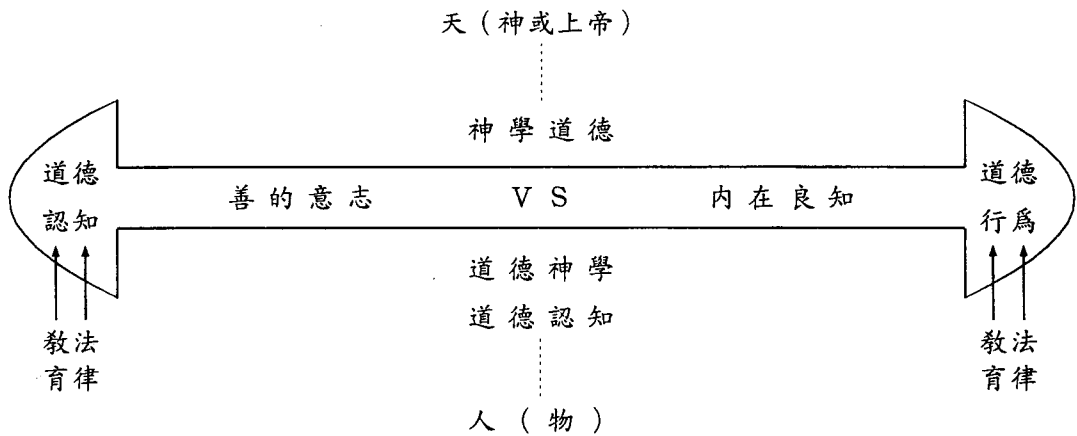 天（神或上帝）
神學道德
道德
認知
善的意志 VS 內在良知
道德
行爲
道德神學
道德認知
教育 法律
教育 法律
人（物）